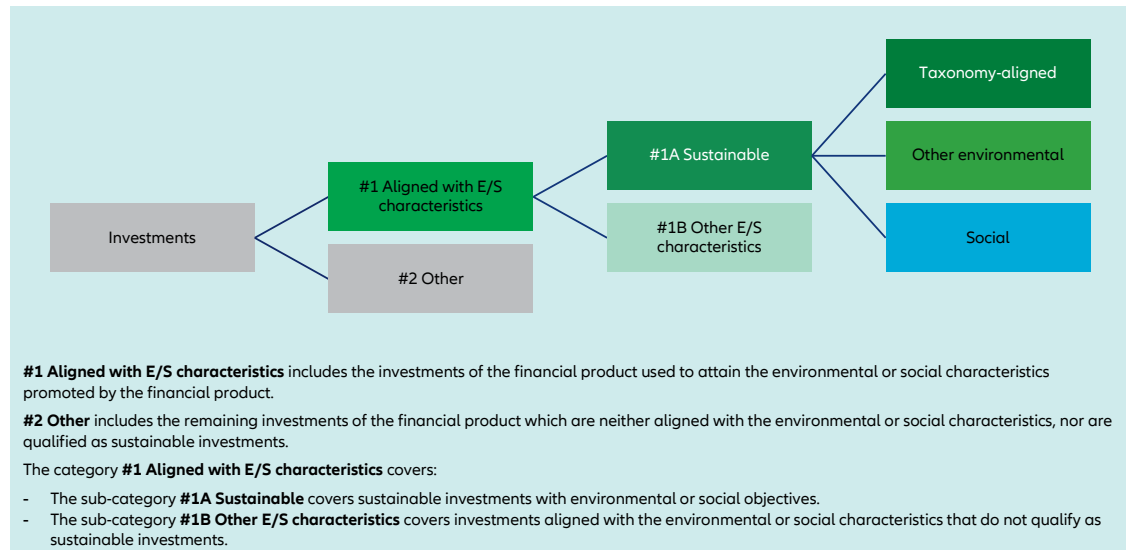 Taxonomy-aligned
#1A Sustainable
Other environmental
#1 Aligned with E/S
characteristics
#1B Other E/S
characteristics
Investments
Social
#2 Other
#1 Aligned with E/S characteristics includes the investments of the financial product used to attain the environmental or social characteristics
promoted by the financial product.
#2 Other includes the remaining investments of the financial product which are neither aligned with the environmental or social characteristics, nor are
qualified as sustainable investments.
The category #1 Aligned with E/S characteristics covers:
- The sub-category #1A Sustainable covers sustainable investments with environmental or social objectives.
- The sub-category #1B Other E/S characteristics covers investments aligned with the environmental or social characteristics that do not qualify as
sustainable investments.